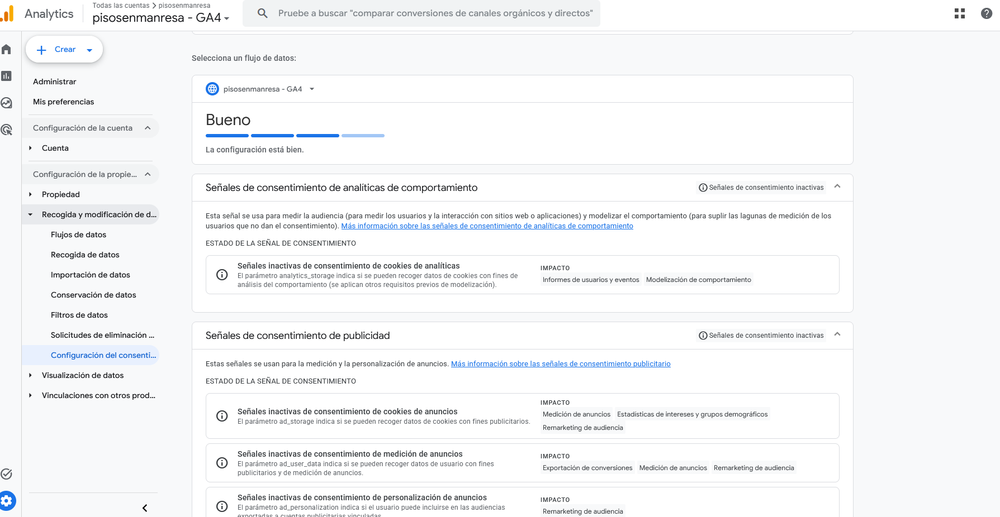 Analytics
Todas las cuentas > pisosenmanresa
pisosenmanresa - GA4
Pruebe a buscar "comparar conversiones de canales orgánicos y directos"
Crear
Administrar
Mis preferencias
Configuración de la cuenta
Cuenta
Configuración de la propie...
Propiedad
Recogida y modificación de d...
Flujos de datos
Recogida de datos
Importación de datos
Conservación de datos
Filtros de datos
Solicitudes de eliminación ...
Configuración del consenti...
Visualización de datos
Vinculaciones con otros prod...
Selecciona un flujo de datos:
pisosenmanresa - GA4
Bueno
La configuración está bien.
Señales de consentimiento de analíticas de comportamiento
Señales de consentimiento inactivas
Esta señal se usa para medir la audiencia (para medir los usuarios y la interacción con sitios web o aplicaciones) y modelizar el comportamiento (para suplir las lagunas de medición de los
usuarios que no dan el consentimiento). Más información sobre las señales de consentimiento de analíticas de comportamiento
ESTADO DE LA SEÑAL DE CONSENTIMIENTO
Señales inactivas de consentimiento de cookies de analíticas
El parámetro analytics_storage indica si se pueden recoger datos de cookies con fines de
análisis del comportamiento (se aplican otros requisitos previos de modelización).
IMPACTO
Informes de usuarios y eventos Modelización de comportamiento
Señales de consentimiento de publicidad
Señales de consentimiento inactivas
Estas señales se usan para la medición y la personalización de anuncios. Más información sobre las señales de consentimiento publicitario
ESTADO DE LA SEÑAL DE CONSENTIMIENTO
Señales inactivas de consentimiento de cookies de anuncios
El parámetro ad_storage indica si se pueden recoger datos de cookies con fines publicitarios.
IMPACTO
Medición de anuncios Estadísticas de intereses y grupos demográficos
Remarketing de audiencia
Señales inactivas de consentimiento de medición de anuncios
El parámetro ad_user_data indica si se pueden recoger datos de usuario con fines
publicitarios y de medición de anuncios.
IMPACTO
Exportación de conversiones Medición de anuncios Remarketing de audiencia
Señales inactivas de consentimiento de personalización de anuncios
El parámetro ad_personalization indica si el usuario puede incluirse en las audiencias
exportadas a cuentas publicitarias vinculadas.
IMPACTO
Remarketing de audiencia